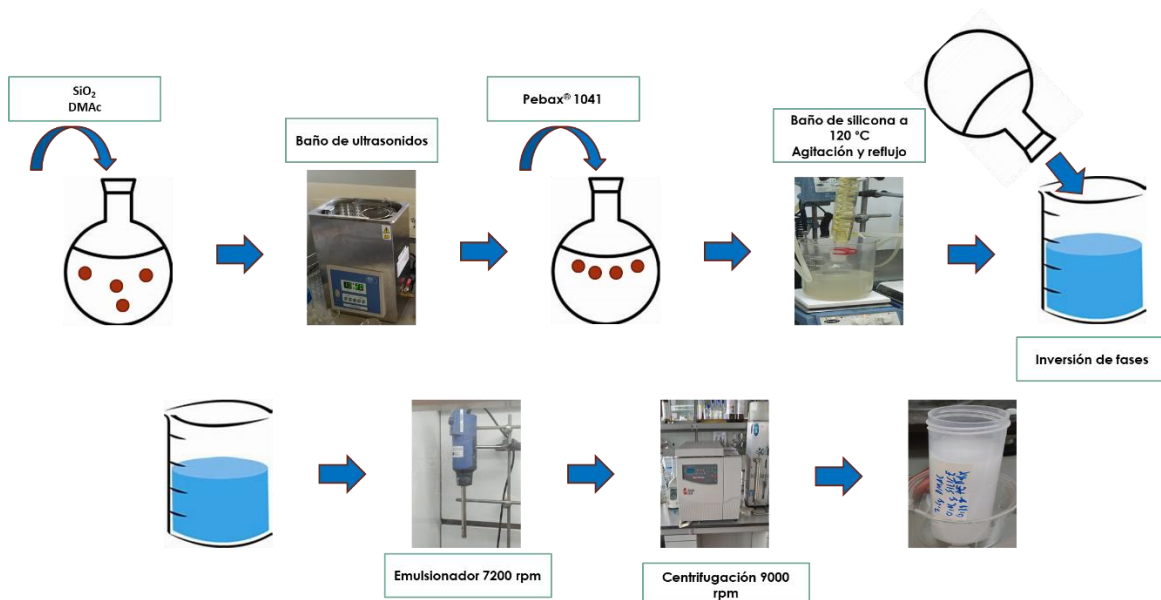 SiO2
DMAc
Baño de ultrasonidos
Pebax® 1041
Baño de silicona a
120 °C
Agitación y reflujo
Inversión de fases
Emulsionador 7200 rpm
Centrifugación 9000
rpm